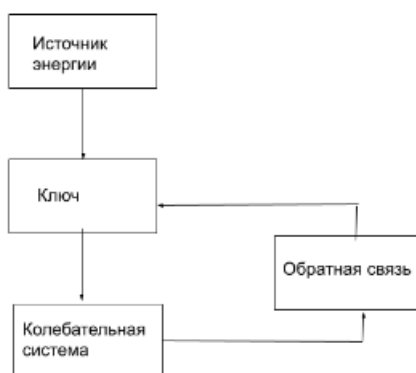 Источник
энергии
Ключ
Обратная связь
Колебательная
система